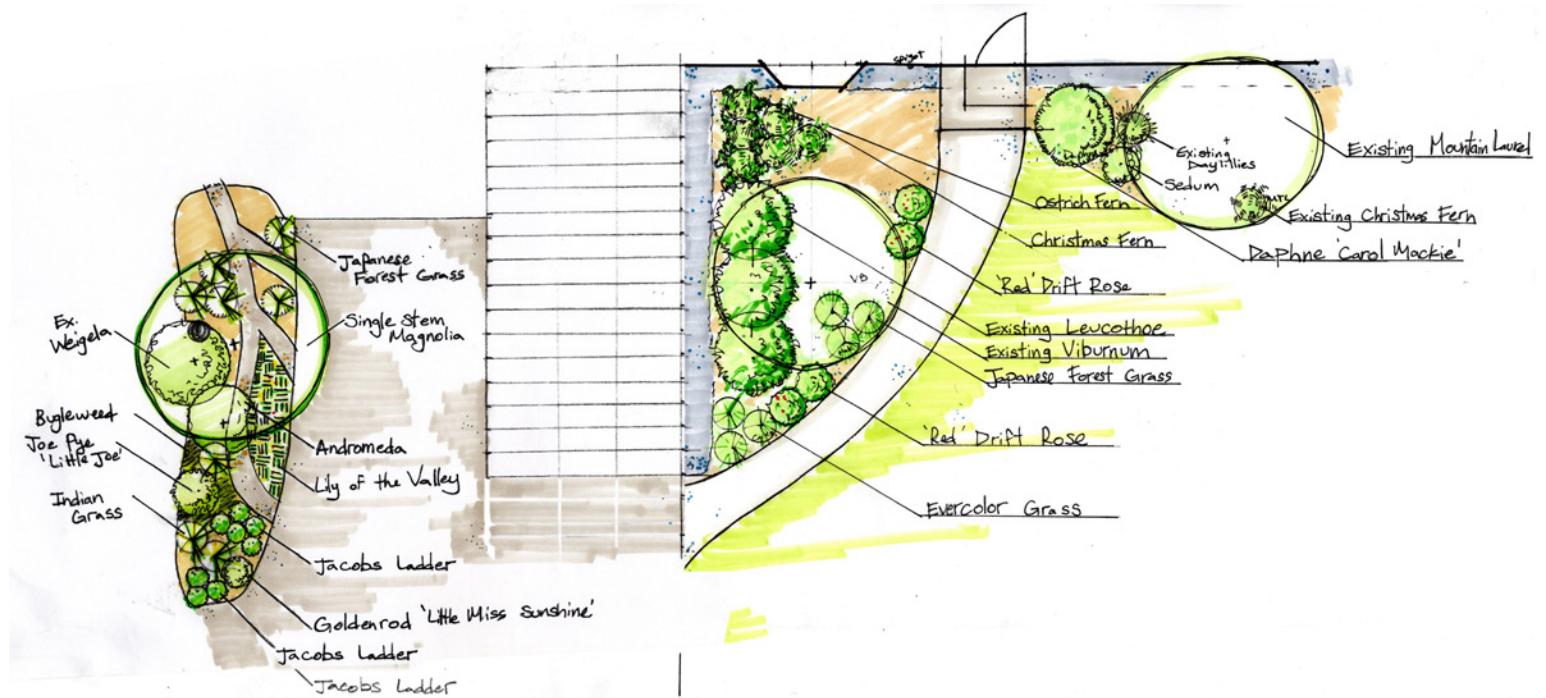 spigot
Japanese
Forest Grass
Ex.
Weigela
Single Stem
Magnolia
Bugleweed
Joe Pye
'Little Joe'
Indian
Grass
Andromeda
Lily of the Valley
Jacobs Ladder
Goldenrod 'Little Miss Sunshine'
Jacobs Ladder
Jacobs Ladder
VB
Existing
Daylilies
Sedum
Existing Mountain Laurel
Existing Christmas Fern
Daphne 'Carol Mackie'
Ostrich Fern
Christmas Fern
'Red' Drift Rose
Existing Leucothoe
Existing Viburnum
Japanese Forest Grass
'Red' Drift Rose
Evercolor Grass